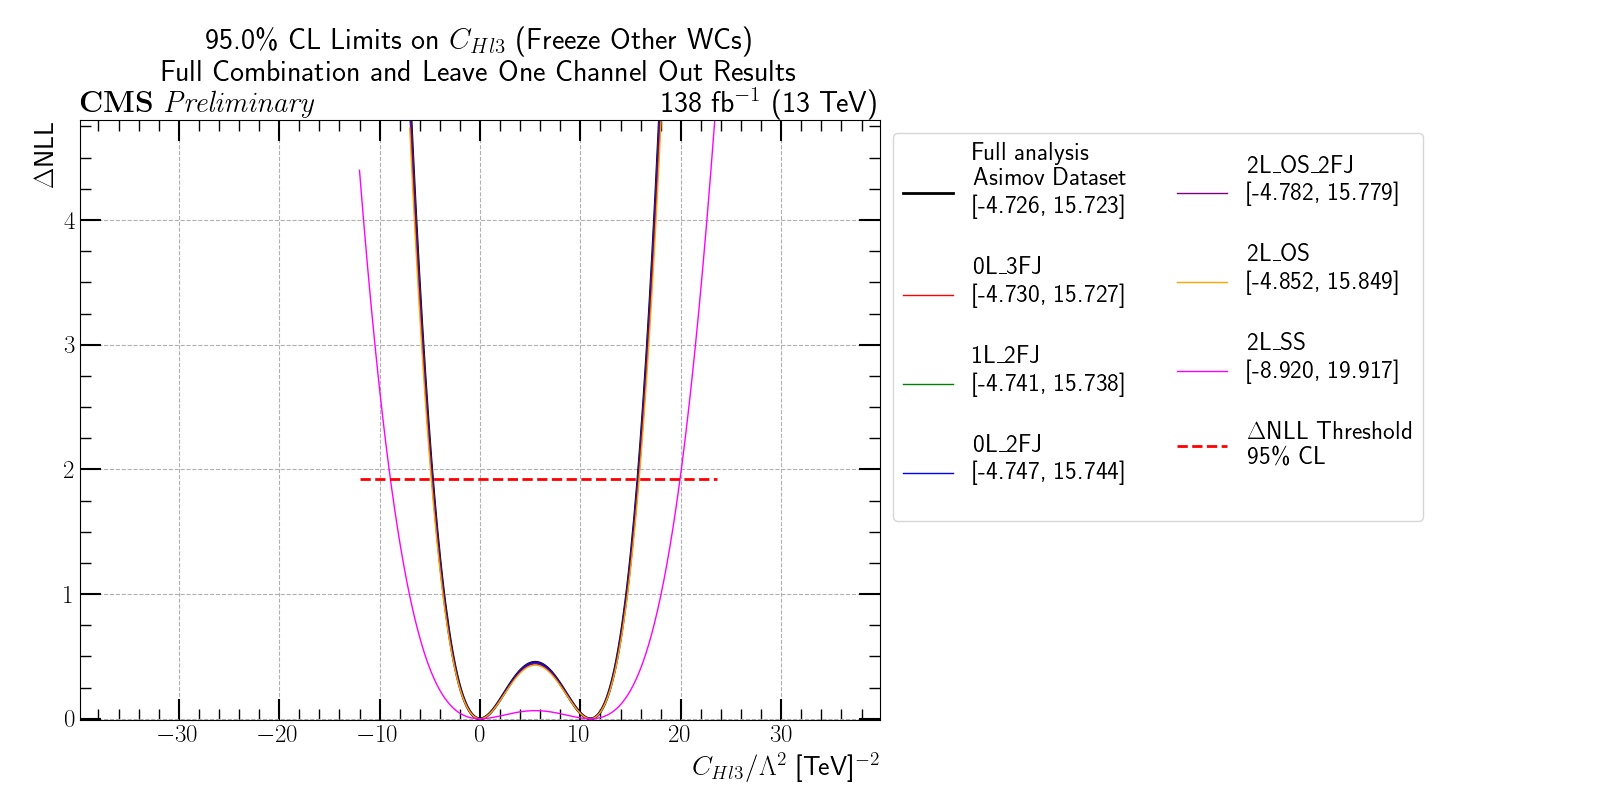 95.0% CL Limits on C_{Hl3} (Freeze Other WCs)
Full Combination and Leave One Channel Out Results
CMS Preliminary
138 fb^{−1} (13 TeV)
ΔNLL
4
3
2
1
0
−30
−20
−10
0
10
20
30
C_{Hl3}/Λ^2 [TeV]^{−2}
Full analysis
Asimov Dataset
[-4.726, 15.723]
0L_3FJ
[-4.730, 15.727]
1L_2FJ
[-4.741, 15.738]
0L_2FJ
[-4.747, 15.744]
2L_OS_2FJ
[-4.782, 15.779]
2L_OS
[-4.852, 15.849]
2L_SS
[-8.920, 19.917]
ΔNLL Threshold
95% CL